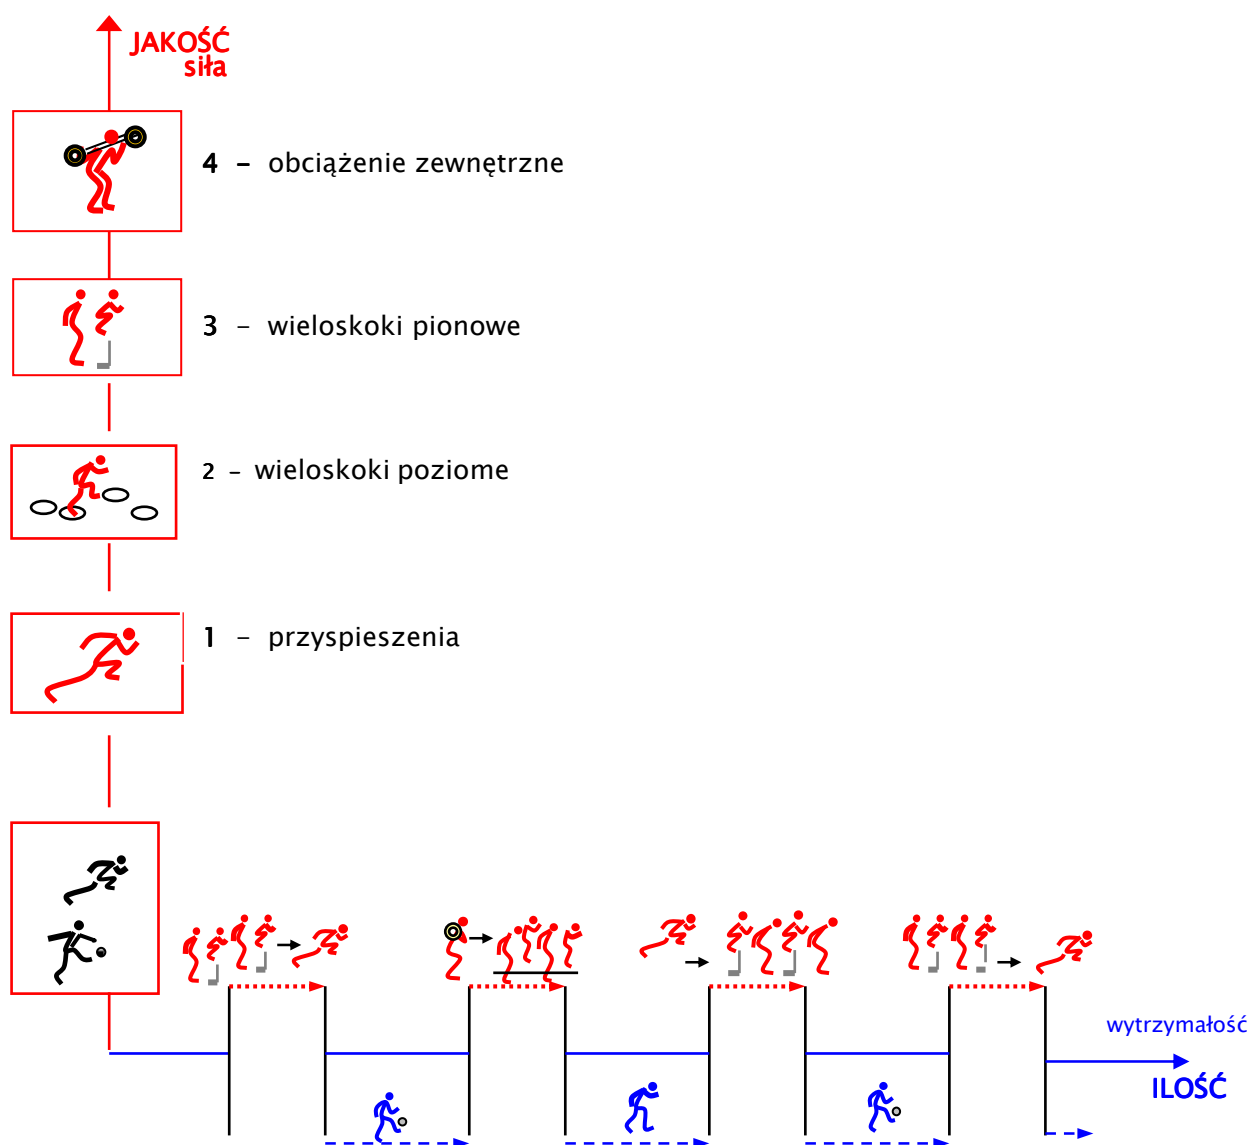 JAKOŚĆ
siła
4 – obciążenie zewnętrzne
3 – wieloskoki pionowe
2 – wieloskoki poziome
1 – przyspieszenia
wytrzymałość
ILOŚĆ